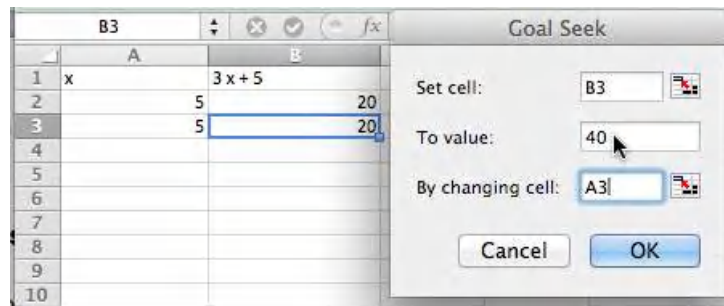 B3 fx
Goal Seek
A B
1 x 3 x + 5
2 5 20
3 5 20
4
5
6
7
8
9
10
Set cell: B3
To value: 40
By changing cell: A3
Cancel OK